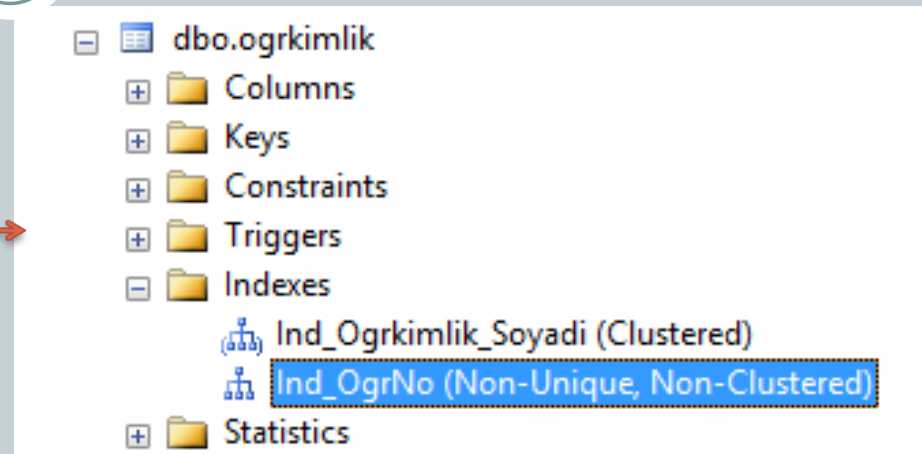 dbo.ogrkimlik
Columns
Keys
Constraints
Triggers
Indexes
Ind_Ogrkimlik_Soyadi (Clustered)
Ind_OgrNo (Non-Unique, Non-Clustered)
Statistics